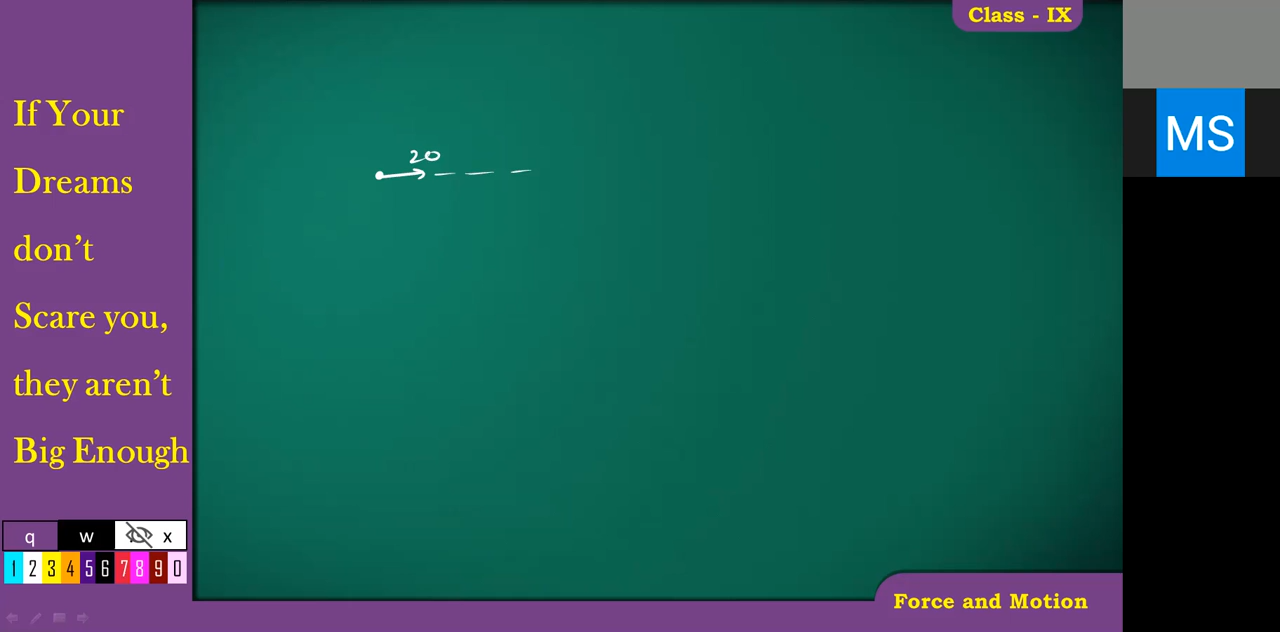 Class - IX
If Your
Dreams
don't
Scare you,
they aren't
Big Enough
20
MS
q w x
1 2 3 4 5 6 7 8 9 0
Force and Motion